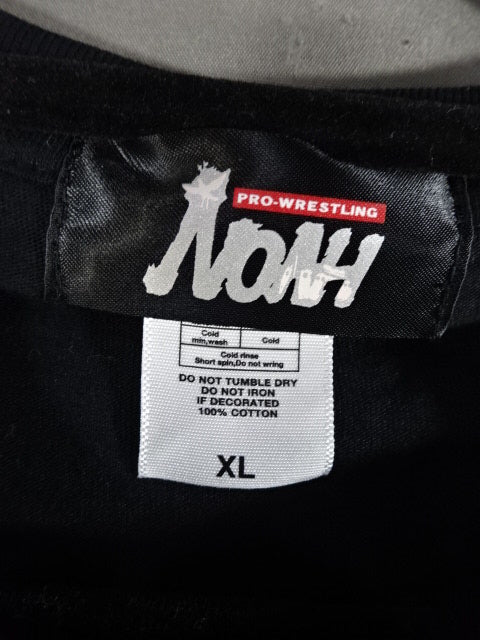 PRO-WRESTLING
NOAH
Cold
min,wash
Cold
Cold rinse
Short spin,Do not wring
DO NOT TUMBLE DRY
DO NOT IRON
IF DECORATED
100% COTTON
XL